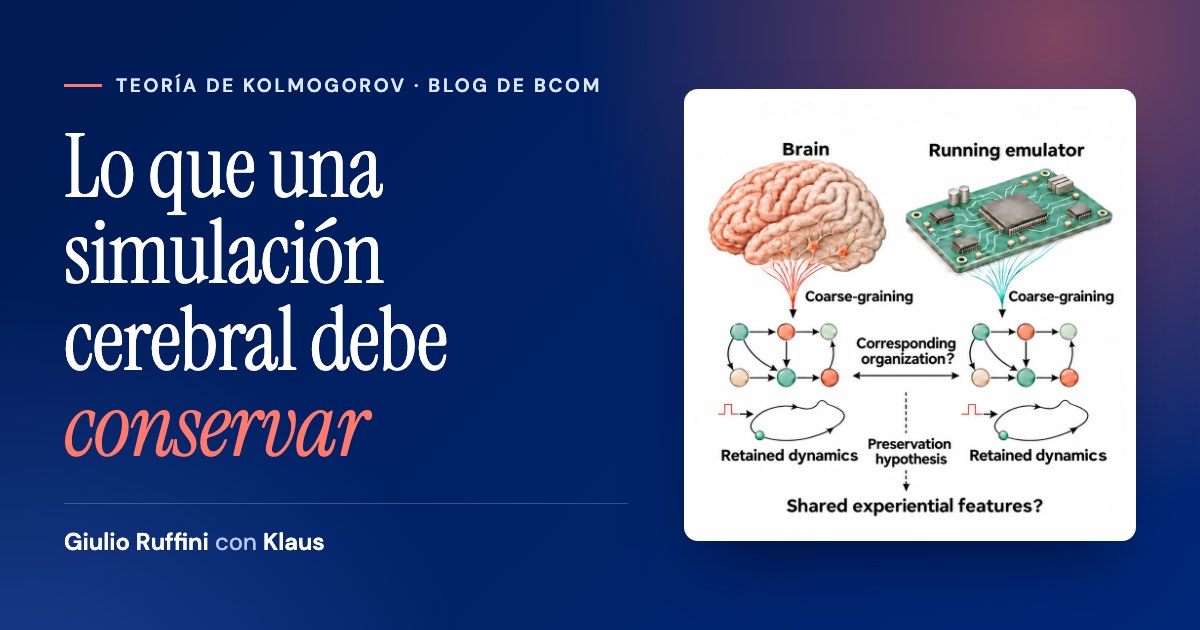 TEORÍA DE KOLMOGOROV · BLOG DE BCOM
Lo que una
simulación
cerebral debe
conservar
Giulio Ruffini con Klaus
Brain
Running emulator
Coarse-graining
Coarse-graining
Corresponding
organization?
Preservation
hypothesis
Retained dynamics
Retained dynamics
Shared experiential features?